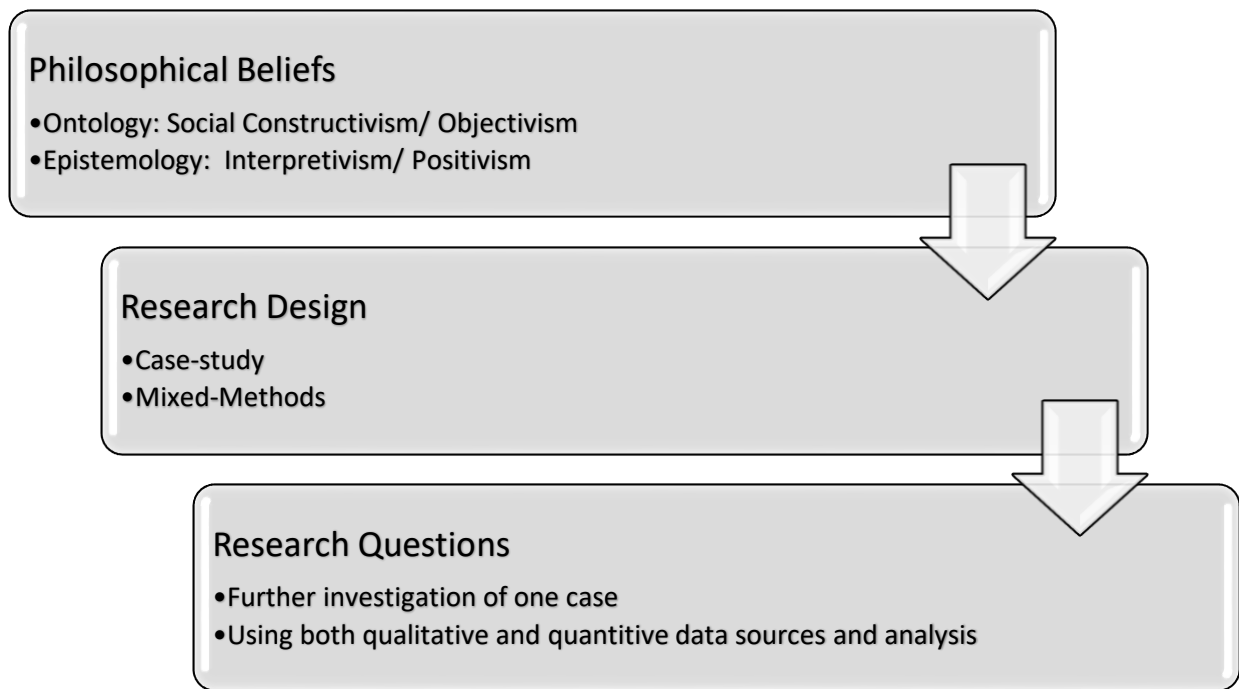 Philosophical Beliefs
•Ontology: Social Constructivism/ Objectivism
•Epistemology:  Interpretivism/ Positivism
Research Design
•Case-study
•Mixed-Methods
Research Questions
•Further investigation of one case
•Using both qualitative and quantitive data sources and analysis